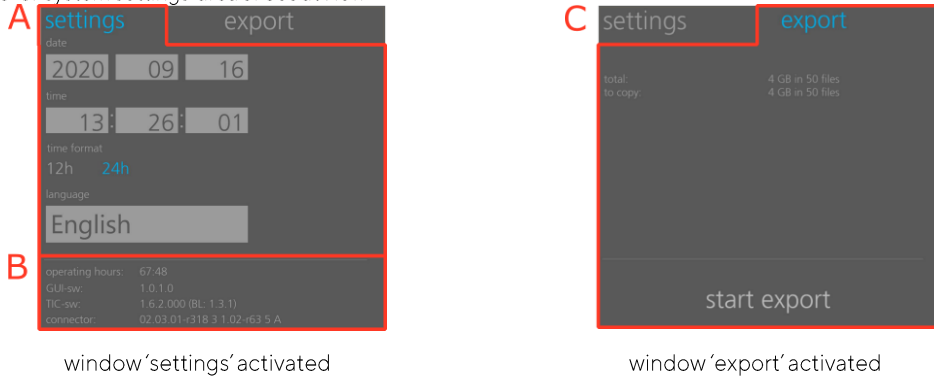 A
settings export
date
2020 09 16
time
13 : 26 : 01
time format
12h 24h
language
English
B
operating hours: 67:48
GUI-sw: 1.0.1.0
TIC-sw: 1.6.2.000 (BL: 1.3.1)
connector: 02.03.01-r318 3 1.02-r63 5 A
window ‘settings’ activated
C
settings export
total: 4 GB in 50 files
to copy: 4 GB in 50 files
start export
window ‘export’ activated